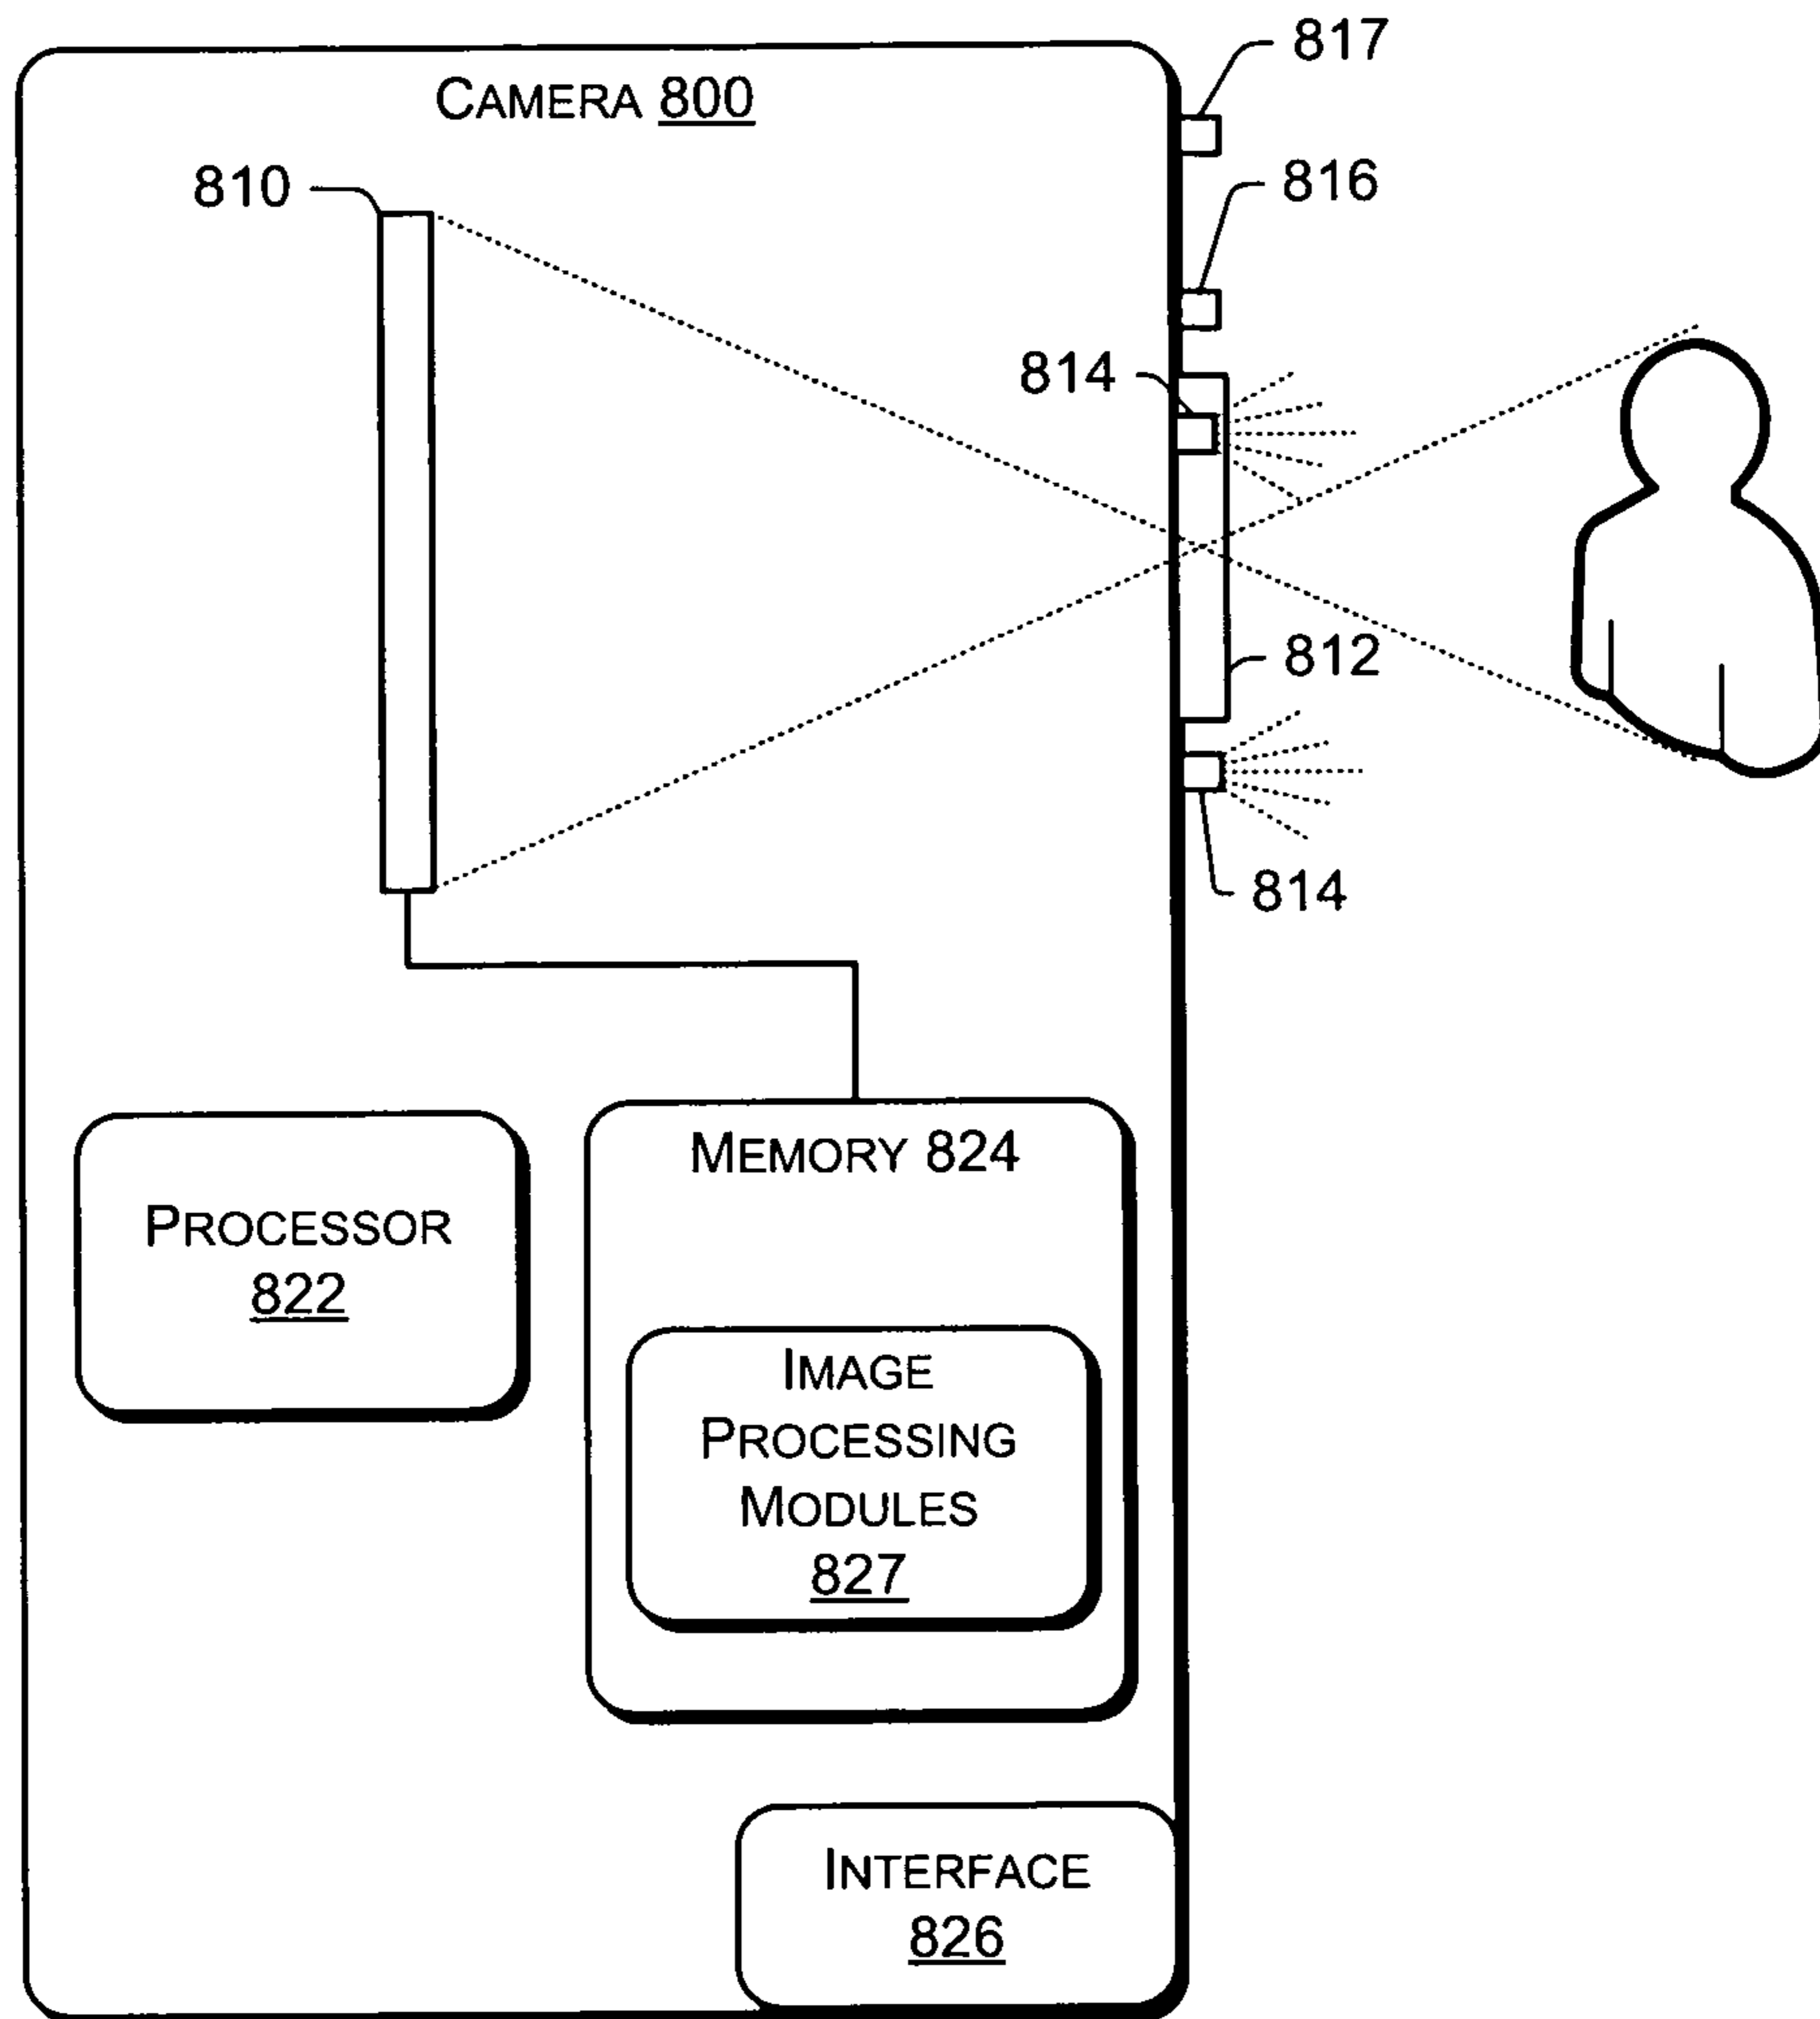 817
CAMERA 800
810
816
814
812
814
MEMORY 824
PROCESSOR
822
IMAGE
PROCESSING
MODULES
827
INTERFACE
826